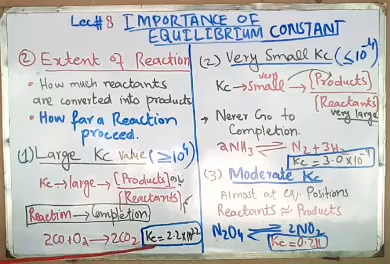 Lec#8 IMPORTANCE OF
EQUILIBRIUM CONSTANT
② Extent of Reaction
• How much reactants
are converted into products
• How far a Reaction
proceed.
(1) Large Kc value (≥10⁴)
Kc → large → [Products]
[Reactants]
Reaction → Completion
2CO + O₂ → 2CO₂ Kc = 2.2×10²²
(2) Very Small Kc (≤10⁻⁴)
Kc → very small → [Products]
[Reactants]
very large
→ Never Go to
Completion.
2NH₃ ⇌ N₂ + 3H₂
(3) Moderate Kc
Almost at eq. Positions
Reactants ≈ Products
N₂O₄ ⇌ 2NO₂